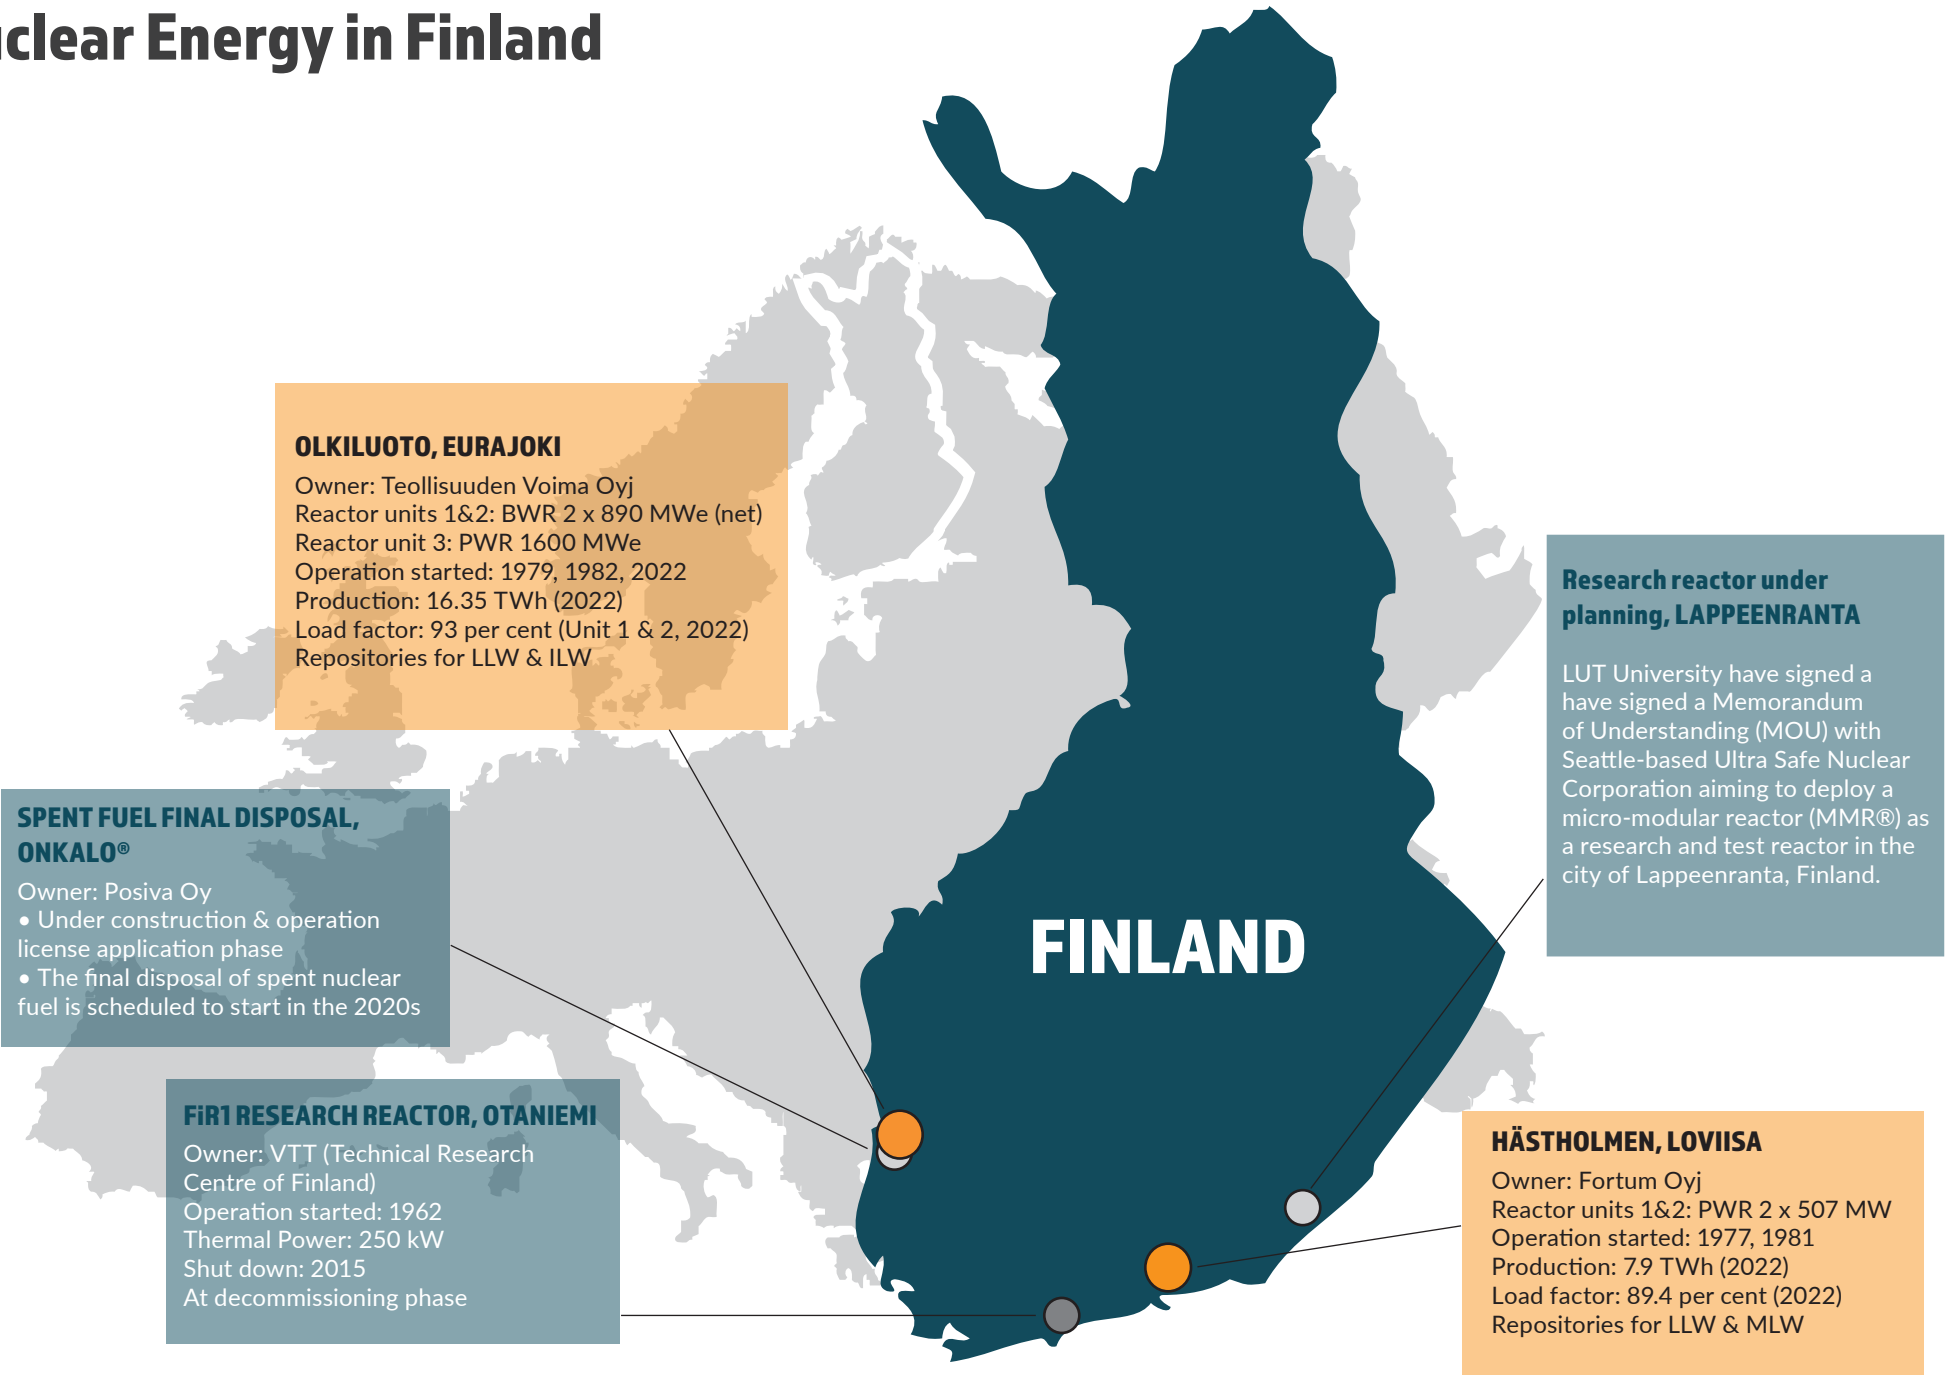 clear Energy in Finland
OLKILUOTO, EURAJOKI
Owner: Teollisuuden Voima Oyj
Reactor units 1&2: BWR 2 x 890 MWe (net)
Reactor unit 3: PWR 1600 MWe
Operation started: 1979, 1982, 2022
Production: 16.35 TWh (2022)
Load factor: 93 per cent (Unit 1 & 2, 2022)
Repositories for LLW & ILW
Research reactor under
planning, LAPPEENRANTA
LUT University have signed a
have signed a Memorandum
of Understanding (MOU) with
Seattle-based Ultra Safe Nuclear
Corporation aiming to deploy a
micro-modular reactor (MMR®) as
a research and test reactor in the
city of Lappeenranta, Finland.
SPENT FUEL FINAL DISPOSAL,
ONKALO®
Owner: Posiva Oy
• Under construction & operation
license application phase
• The final disposal of spent nuclear
fuel is scheduled to start in the 2020s
FINLAND
FiR1 RESEARCH REACTOR, OTANIEMI
Owner: VTT (Technical Research
Centre of Finland)
Operation started: 1962
Thermal Power: 250 kW
Shut down: 2015
At decommissioning phase
HÄSTHOLMEN, LOVIISA
Owner: Fortum Oyj
Reactor units 1&2: PWR 2 x 507 MW
Operation started: 1977, 1981
Production: 7.9 TWh (2022)
Load factor: 89.4 per cent (2022)
Repositories for LLW & MLW